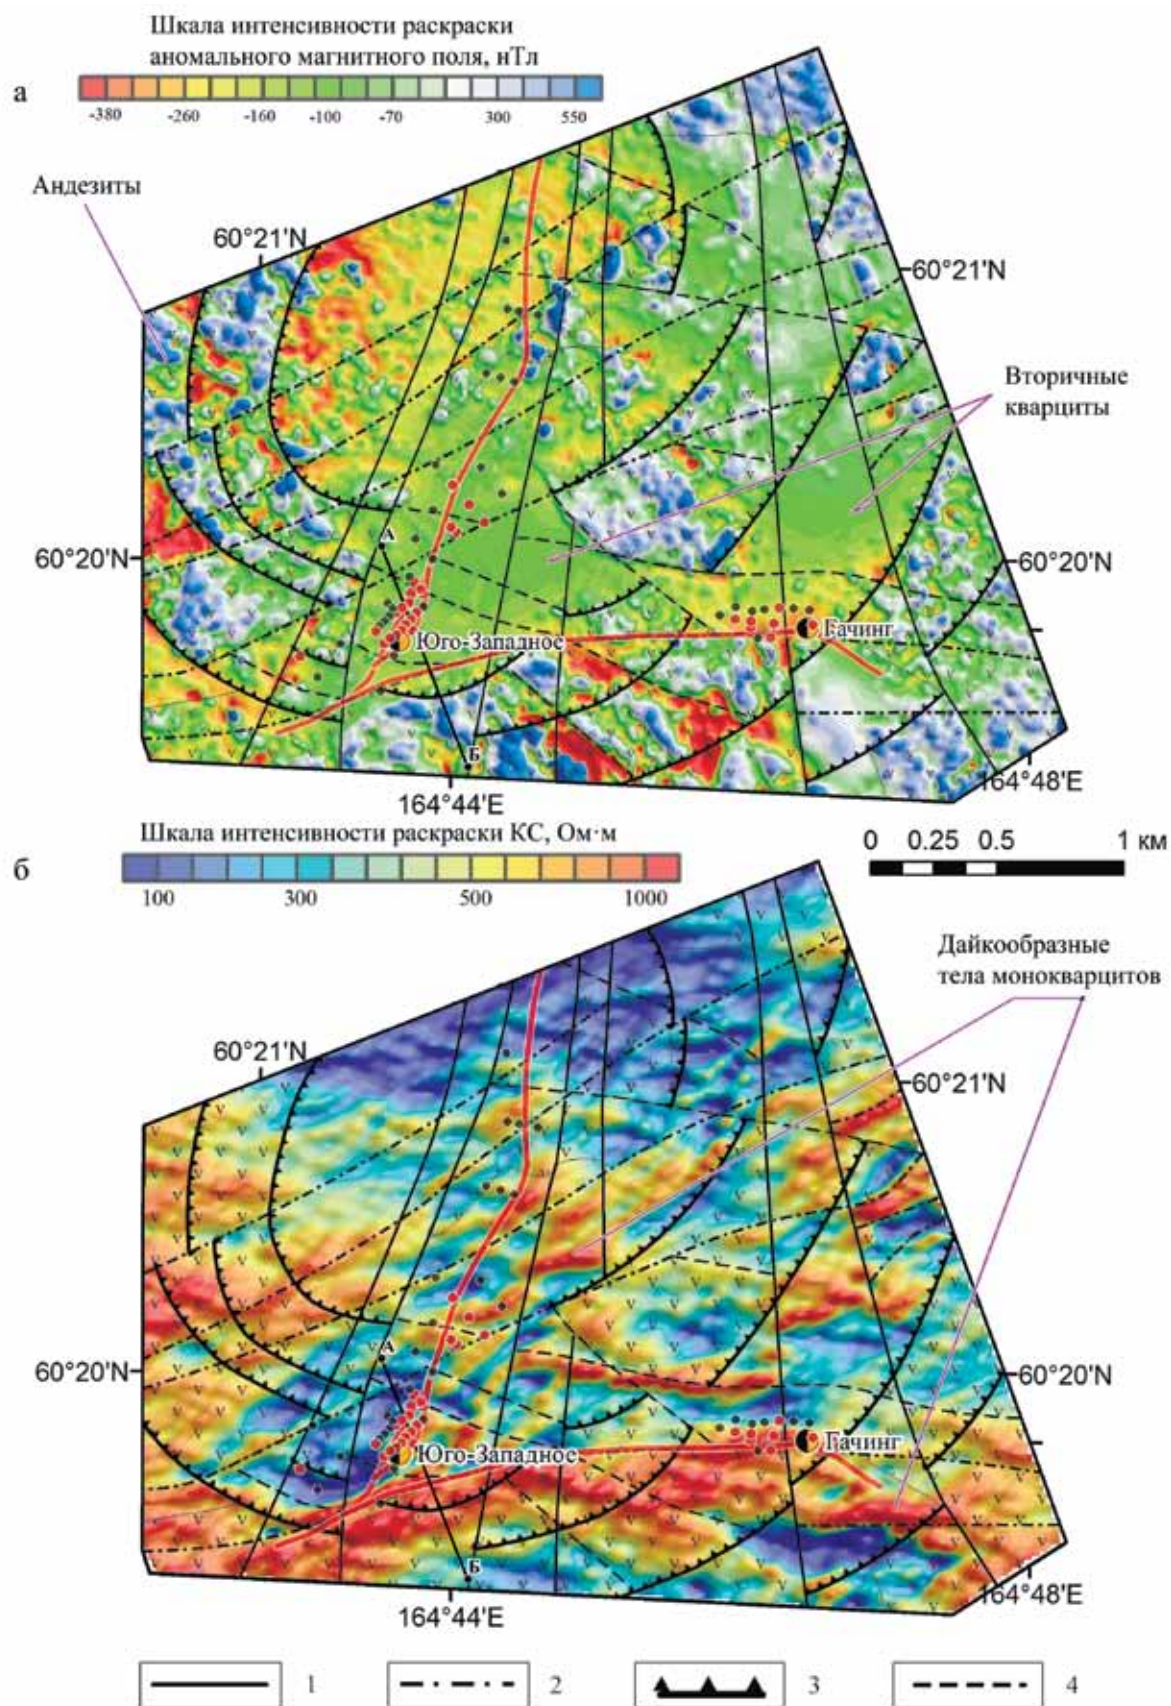 Шкала интенсивности раскраски
аномального магнитного поля, нТл
а
-380 -260 -160 -100 -70 300 550
Андезиты
60°21'N
60°21'N
Вторичные
кварциты
А
60°20'N
60°20'N
Юго-Западное
Гачинг
Б
164°44'E
164°48'E
Шкала интенсивности раскраски КС, Ом·м
б
100 300 500 1000
0 0.25 0.5 1 км
Дайкообразные
тела монокварцитов
60°21'N
60°21'N
А
60°20'N
60°20'N
Юго-Западное
Гачинг
Б
164°44'E
164°48'E
1 2 3 4